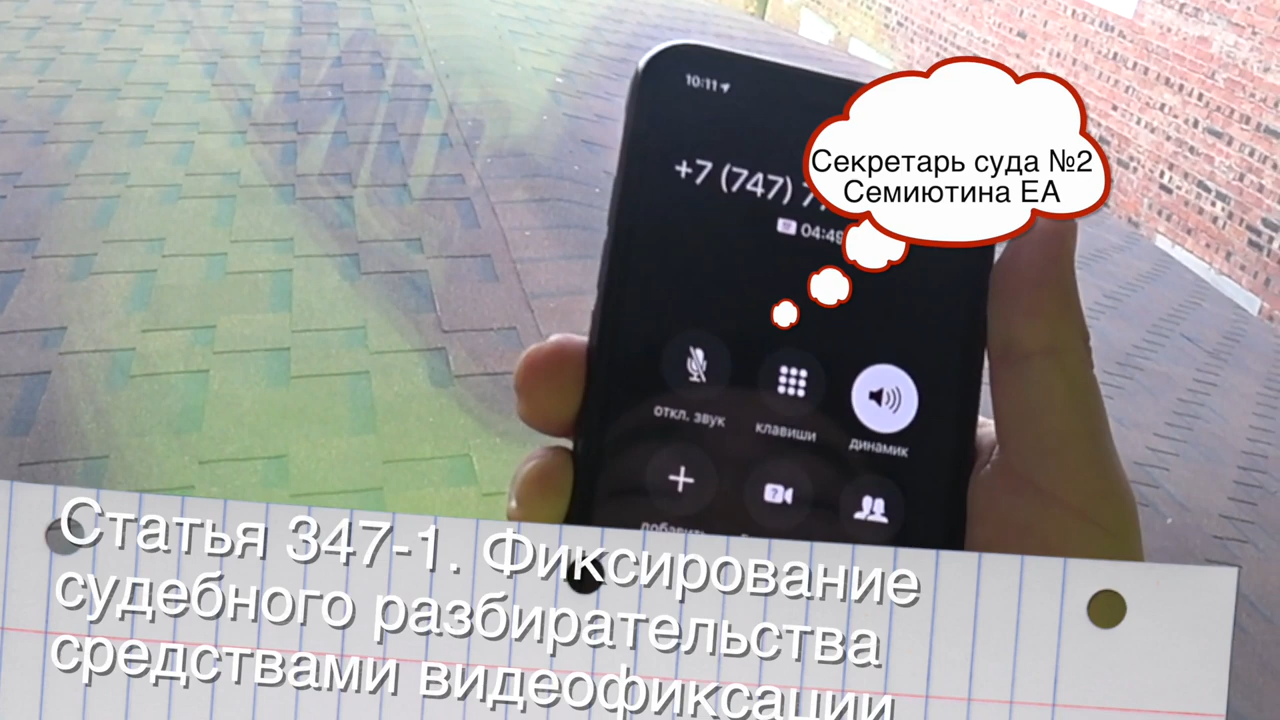 10:11
+7 (747) 7
04:49
Секретарь суда №2
Семиютина ЕА
откл. звук
клавиши
динамик
добавить
Статья 347-1. Фиксирование
судебного разбирательства
средствами видеофиксации